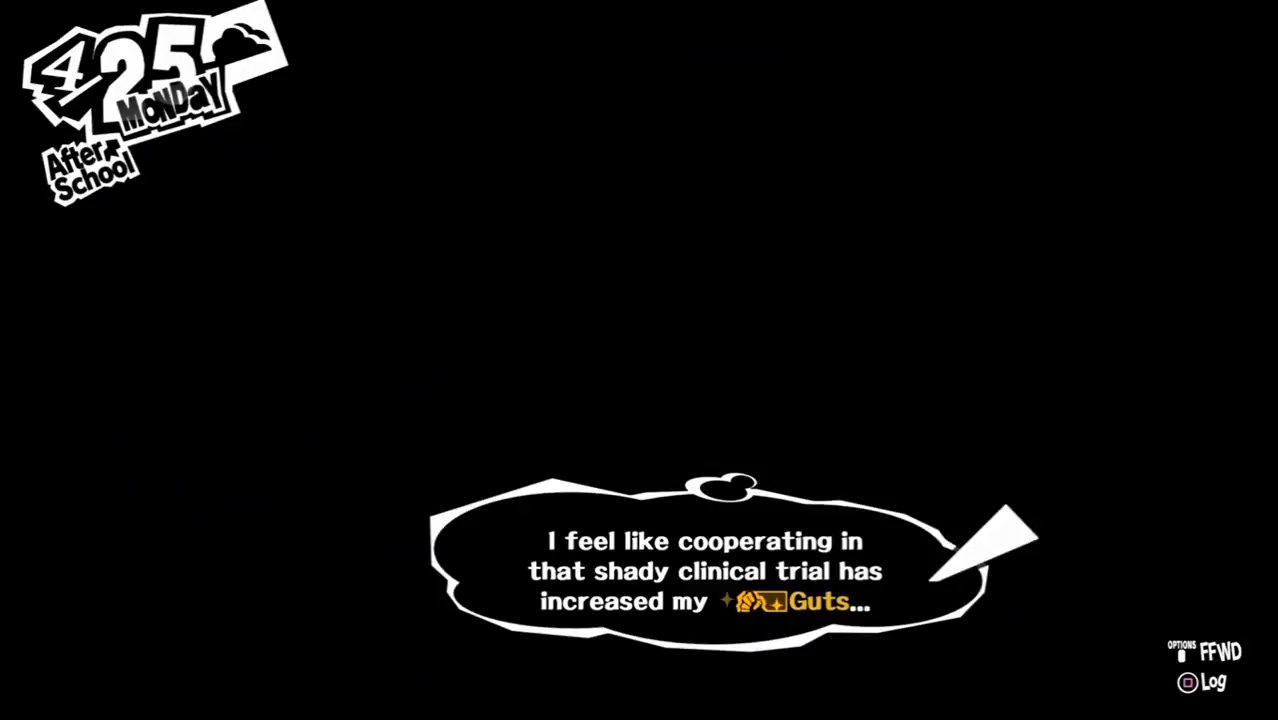 4 25
MONDAY
After
School
I feel like cooperating in
that shady clinical trial has
increased my Guts...
OPTIONS FFWD
Log